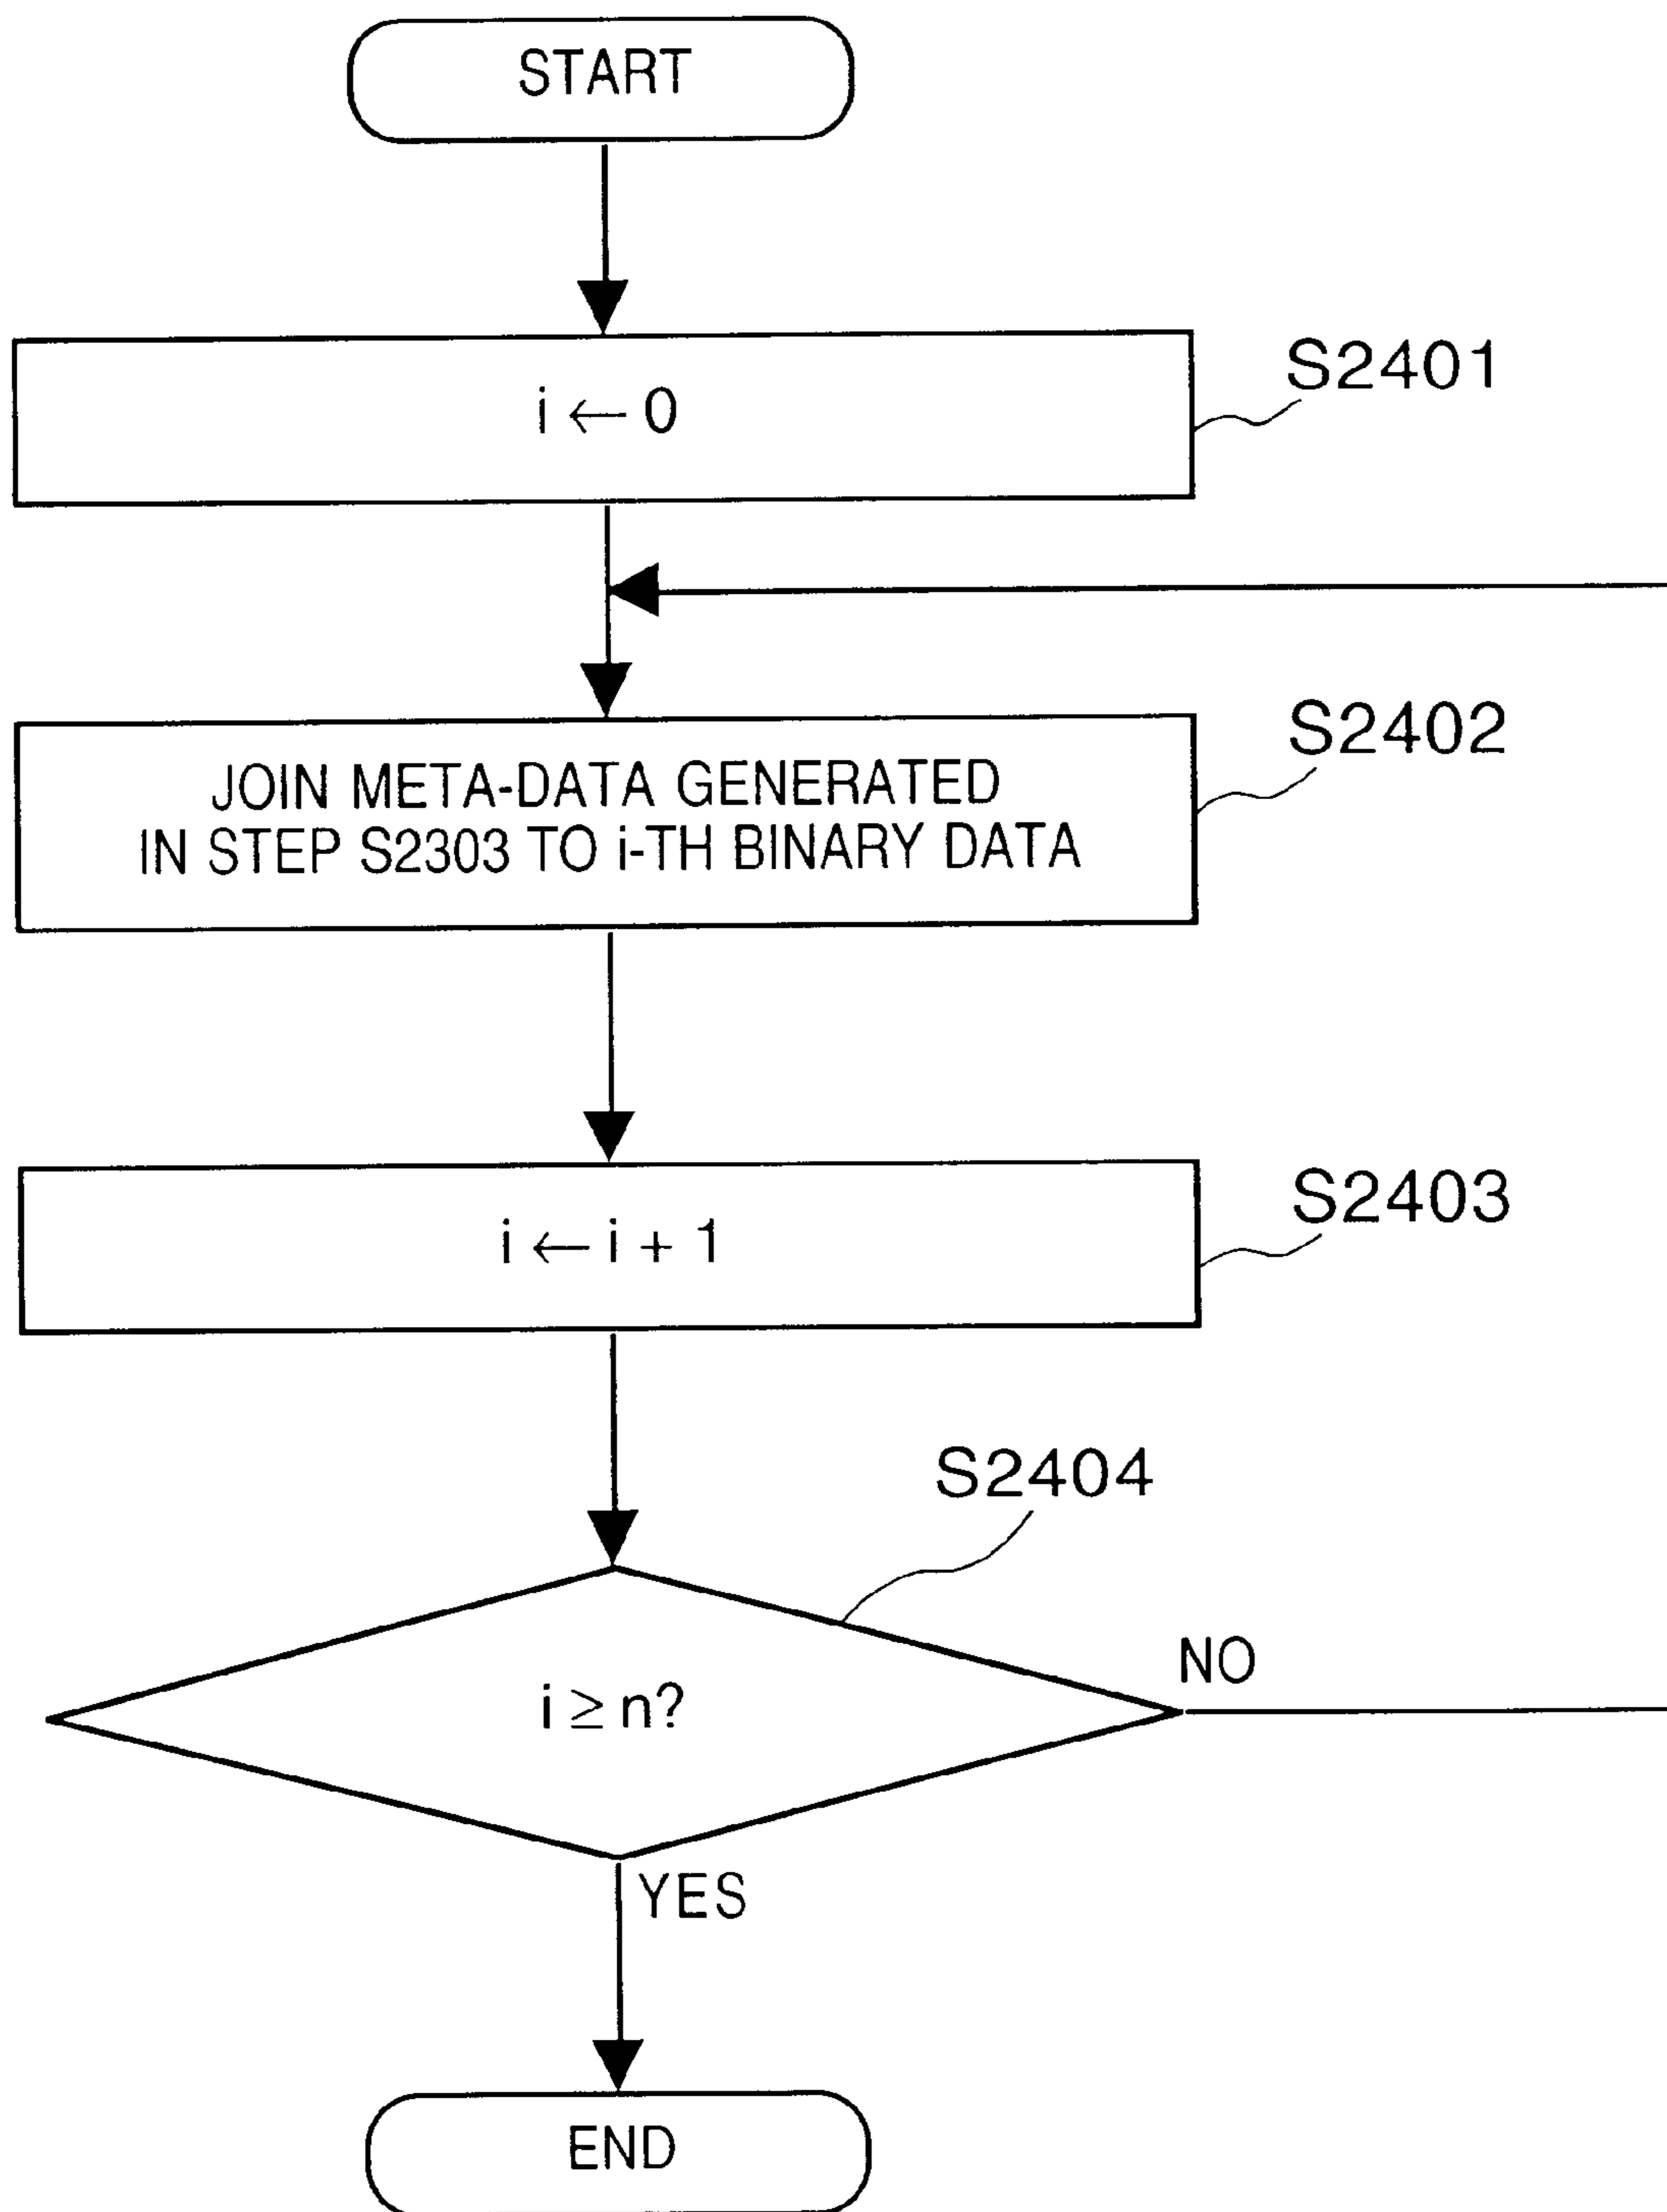 START
i ← 0
S2401
S2402
JOIN META-DATA GENERATED
IN STEP S2303 TO i-TH BINARY DATA
S2403
i ← i + 1
S2404
NO
i ≥ n?
YES
END